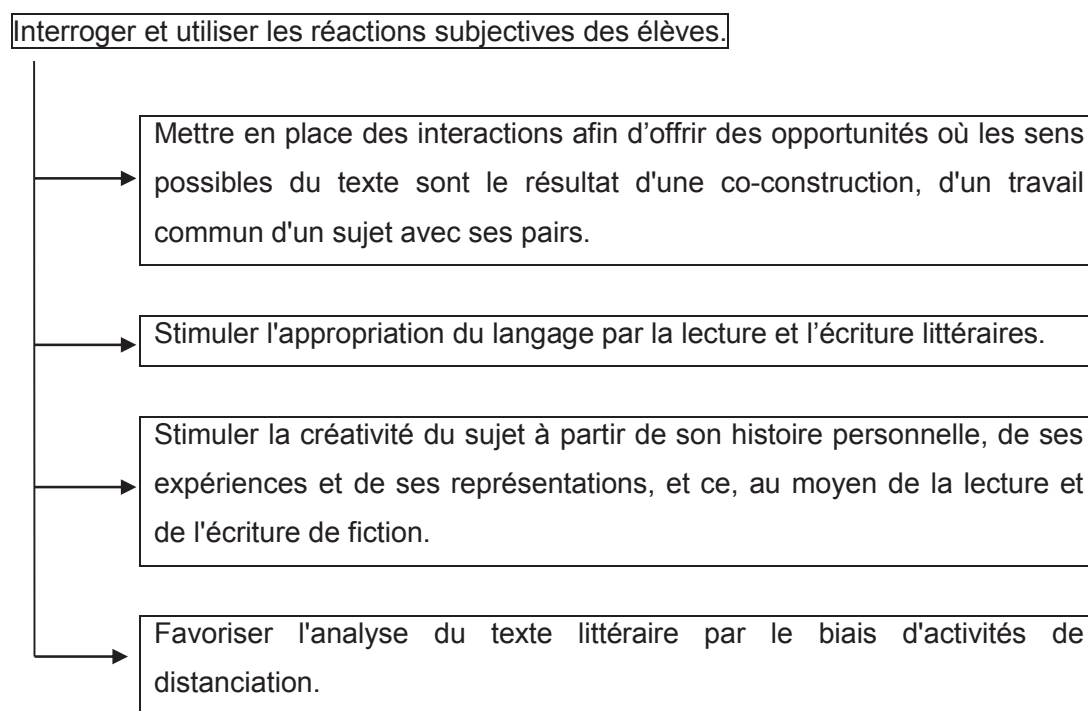 Interroger et utiliser les réactions subjectives des élèves.
Mettre en place des interactions afin d’offrir des opportunités où les sens
possibles du texte sont le résultat d'une co-construction, d'un travail
commun d'un sujet avec ses pairs.
Stimuler l'appropriation du langage par la lecture et l’écriture littéraires.
Stimuler la créativité du sujet à partir de son histoire personnelle, de ses
expériences et de ses représentations, et ce, au moyen de la lecture et
de l'écriture de fiction.
Favoriser l'analyse du texte littéraire par le biais d'activités de
distanciation.